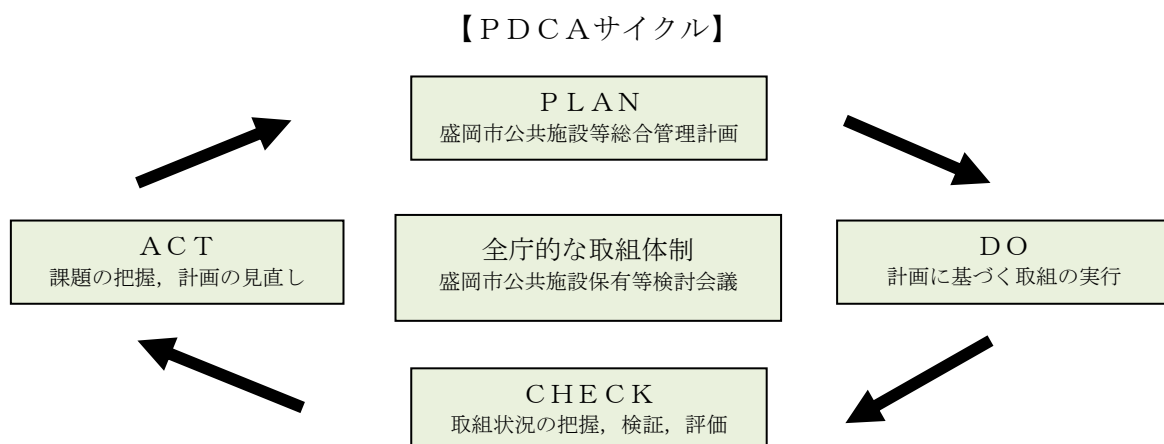 【ＰＤＣＡサイクル】
ＰＬＡＮ
盛岡市公共施設等総合管理計画
ＡＣＴ
課題の把握，計画の見直し
全庁的な取組体制
盛岡市公共施設保有等検討会議
ＤＯ
計画に基づく取組の実行
ＣＨＥＣＫ
取組状況の把握，検証，評価